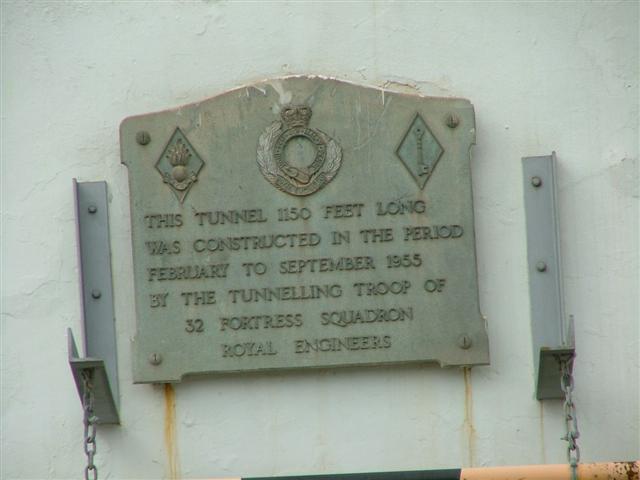 THIS TUNNEL 1150 FEET LONG
WAS CONSTRUCTED IN THE PERIOD
FEBRUARY TO SEPTEMBER 1955
BY THE TUNNELLING TROOP OF
32 FORTRESS SQUADRON
ROYAL ENGINEERS